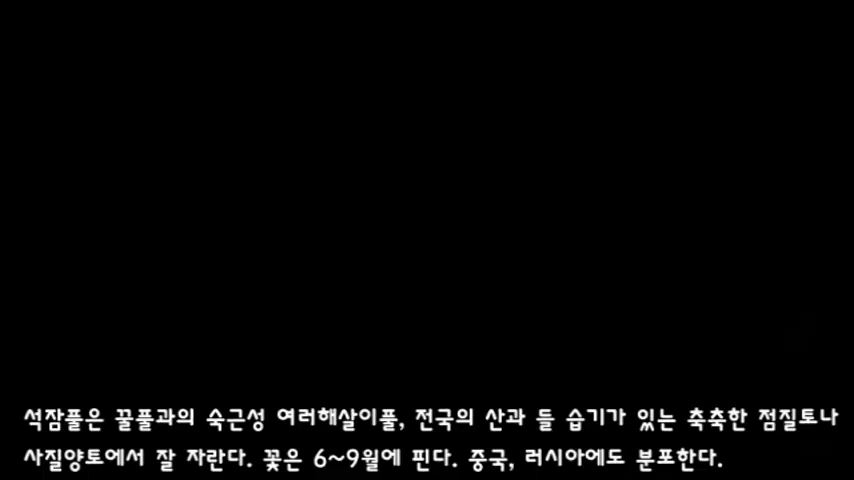 석잠풀은 꿀풀과의 숙근성 여러해살이풀, 전국의 산과 들 습기가 있는 축축한 점질토나
사질양토에서 잘 자란다. 꽃은 6~9월에 핀다. 중국, 러시아에도 분포한다.